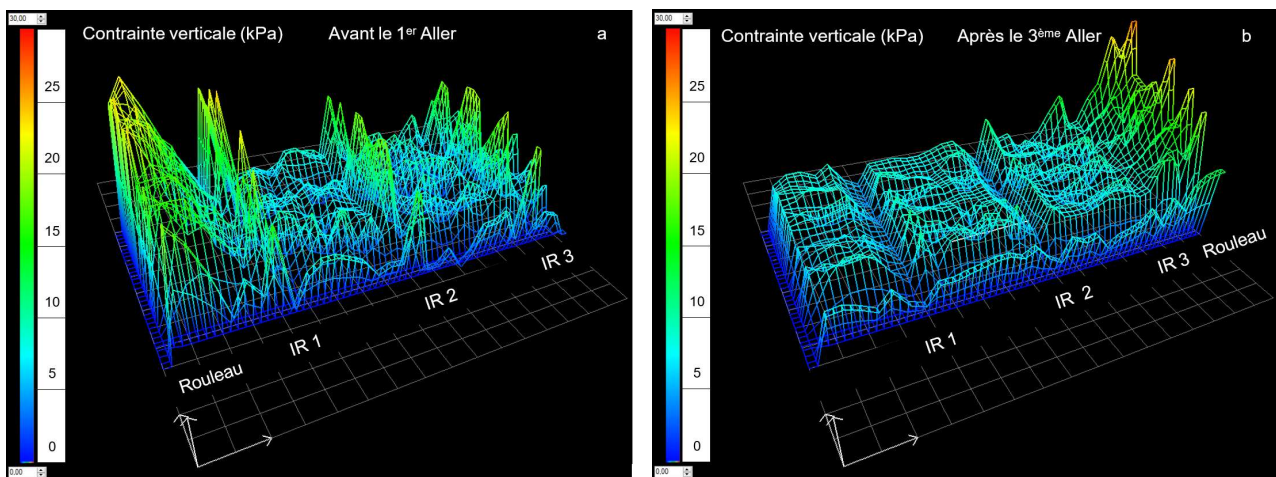 30.00
Contrainte verticale (kPa) Avant le 1er Aller a
25
20
15
10
5
0
0.00
Rouleau
IR 1
IR 2
IR 3
30.00
Contrainte verticale (kPa) Après le 3ème Aller b
25
20
15
10
5
0
0.00
IR 1
IR 2
IR 3
Rouleau